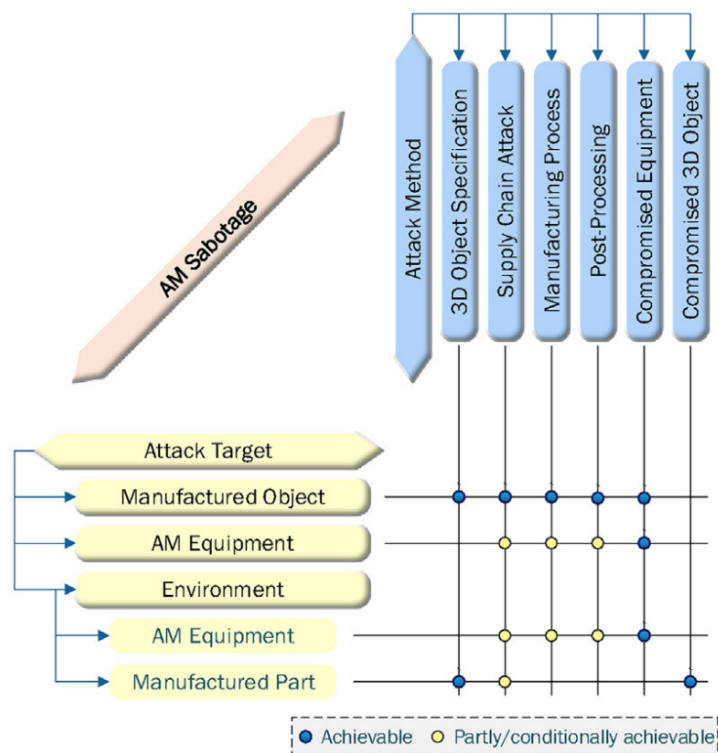 AM Sabotage
Attack Method
3D Object Specification
Supply Chain Attack
Manufacturing Process
Post-Processing
Compromised Equipment
Compromised 3D Object
Attack Target
Manufactured Object
AM Equipment
Environment
AM Equipment
Manufactured Part
Achievable
Partly/conditionally achievable